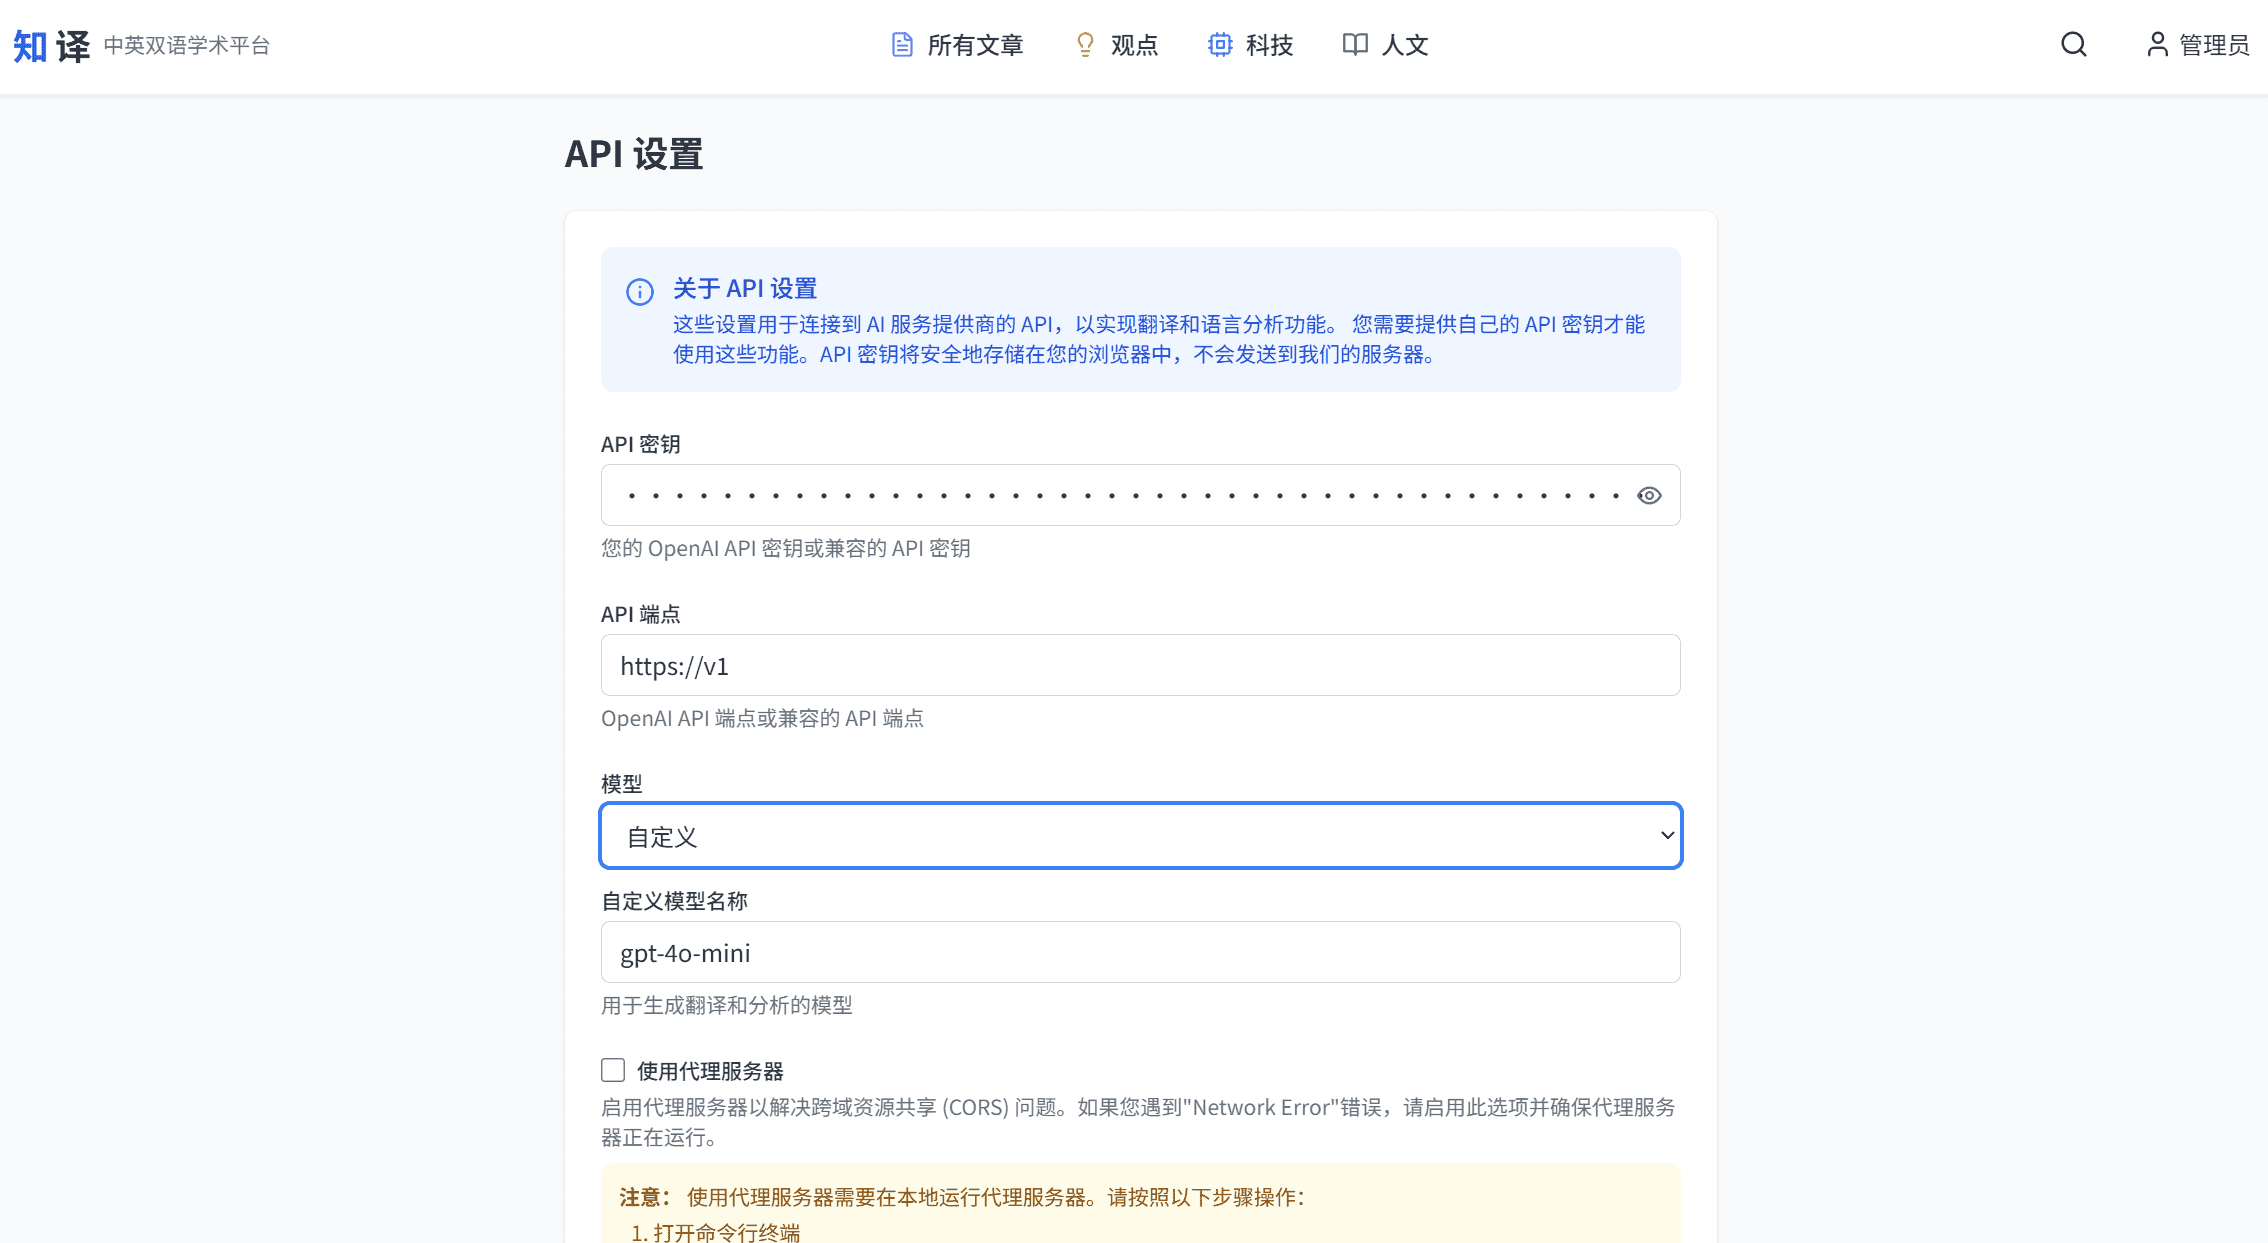 知译 中英双语学术平台
所有文章 观点 科技 人文
管理员
API 设置
关于 API 设置
这些设置用于连接到 AI 服务提供商的 API，以实现翻译和语言分析功能。 您需要提供自己的 API 密钥才能
使用这些功能。API 密钥将安全地存储在您的浏览器中，不会发送到我们的服务器。
API 密钥
您的 OpenAI API 密钥或兼容的 API 密钥
API 端点
https://v1
OpenAI API 端点或兼容的 API 端点
模型
自定义
自定义模型名称
gpt-4o-mini
用于生成翻译和分析的模型
使用代理服务器
启用代理服务器以解决跨域资源共享 (CORS) 问题。如果您遇到"Network Error"错误，请启用此选项并确保代理服务
器正在运行。
注意： 使用代理服务器需要在本地运行代理服务器。请按照以下步骤操作：
1. 打开命令行终端